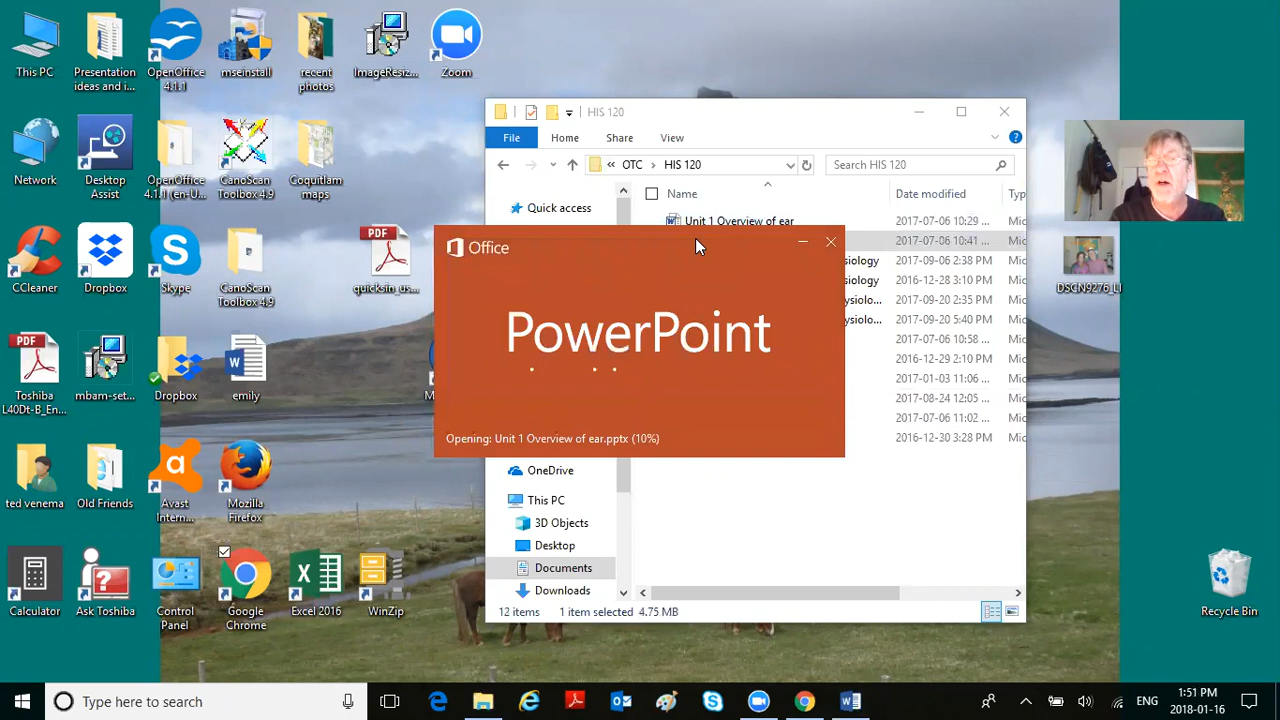 This PC
Presentation
ideas and i...
OpenOffice
4.1.1
mseinstall
recent
photos
ImageResiz...
Zoom
Network
Desktop
Assist
OpenOffice
4.1.1 (en-U...
CanoScan
Toolbox 4.9
Coquitlam
maps
CCleaner
Dropbox
Skype
CanoScan
Toolbox 4.9
PDF
quicksin_us...
PDF
Toshiba
L40Dt-B_En...
mbam-set...
Dropbox
emily
ted venema
Old Friends
Avast
Intern...
Mozilla
Firefox
Calculator
Ask Toshiba
Control
Panel
Google
Chrome
Excel 2016
WinZip
HIS 120
File
Home
Share
View
« OTC > HIS 120
Search HIS 120
Name
Date modified
Quick access
Unit 1 Overview of ear
2017-07-06 10:29 ...
2017-07-06 10:41 ...
siology
2017-09-06 2:38 PM
siology
2016-12-28 3:10 PM
ysiolo...
2017-09-20 2:35 PM
ysiolo...
2017-09-20 5:40 PM
2017-07-06 10:58 ...
2016-12-29 2:10 PM
2017-01-03 11:06 ...
2017-08-24 12:05 ...
2017-07-06 11:02 ...
2016-12-30 3:28 PM
Office
PowerPoint
Opening: Unit 1 Overview of ear.pptx (10%)
OneDrive
This PC
3D Objects
Desktop
Documents
Downloads
12 items
1 item selected 4.75 MB
DSCN9276_LI
Recycle Bin
Type here to search
ENG
1:51 PM
2018-01-16